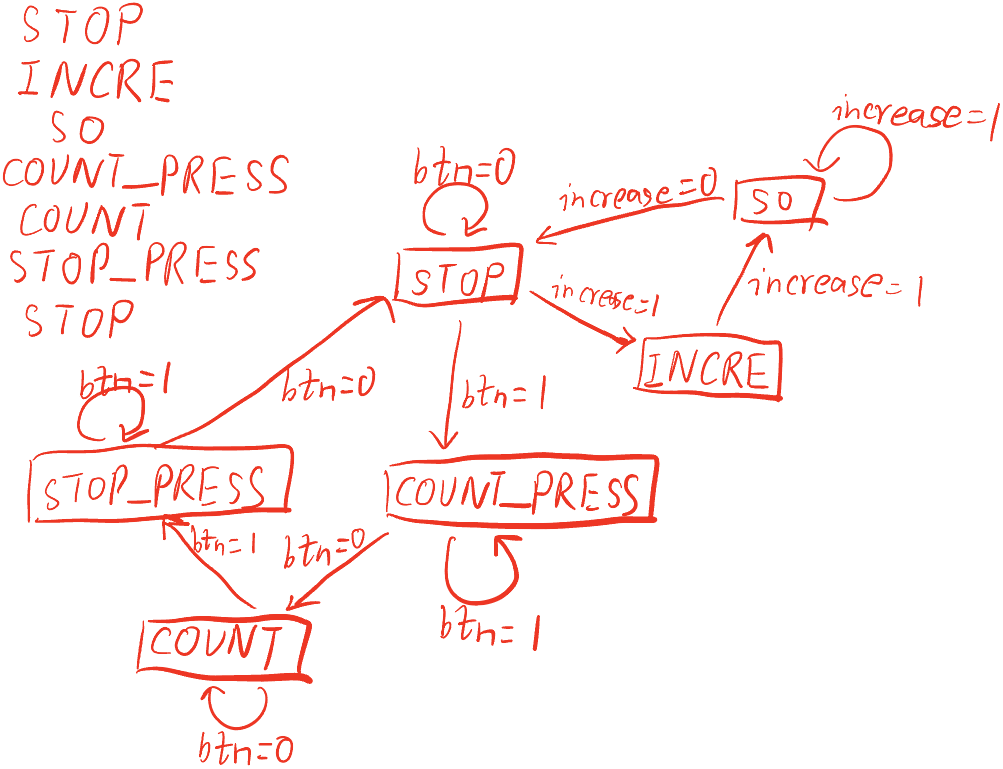 STOP
INCRE
SO
COUNT_PRESS
COUNT
STOP_PRESS
STOP
increase=1
btn=0
increase=0
SO
STOP
increase=1
increase=1
INCRE
btn=1
btn=0
btn=1
STOP_PRESS
COUNT_PRESS
btn=1
btn=0
btn=1
COUNT
btn=0